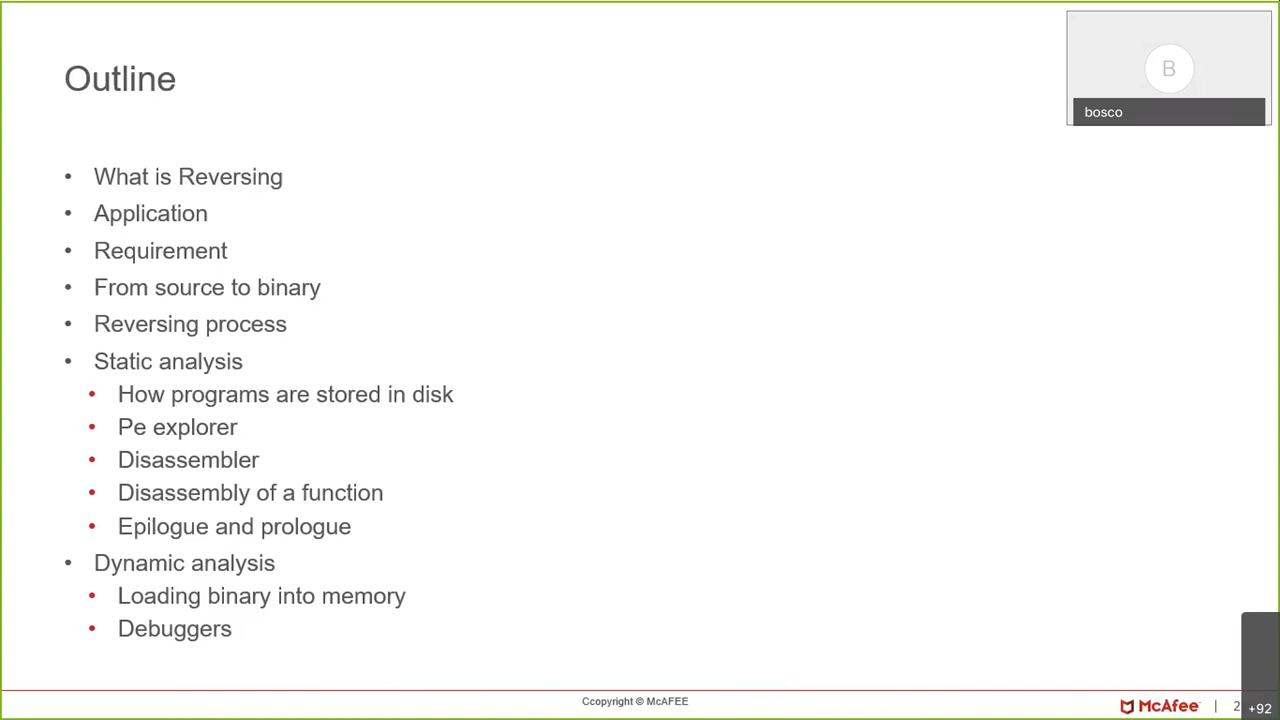 Outline
B
bosco
• What is Reversing
• Application
• Requirement
• From source to binary
• Reversing process
• Static analysis
• How programs are stored in disk
• Pe explorer
• Disassembler
• Disassembly of a function
• Epilogue and prologue
• Dynamic analysis
• Loading binary into memory
• Debuggers
Ccopyright © McAFEE
McAfee | 2
+92